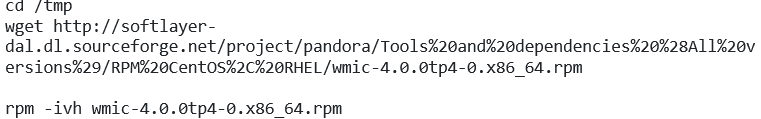 cd /tmp
wget http://softlayer-
dal.dl.sourceforge.net/project/pandora/Tools%20and%20dependencies%20%28All%20v
ersions%29/RPM%20CentOS%2C%20RHEL/wmic-4.0.0tp4-0.x86_64.rpm
rpm -ivh wmic-4.0.0tp4-0.x86_64.rpm